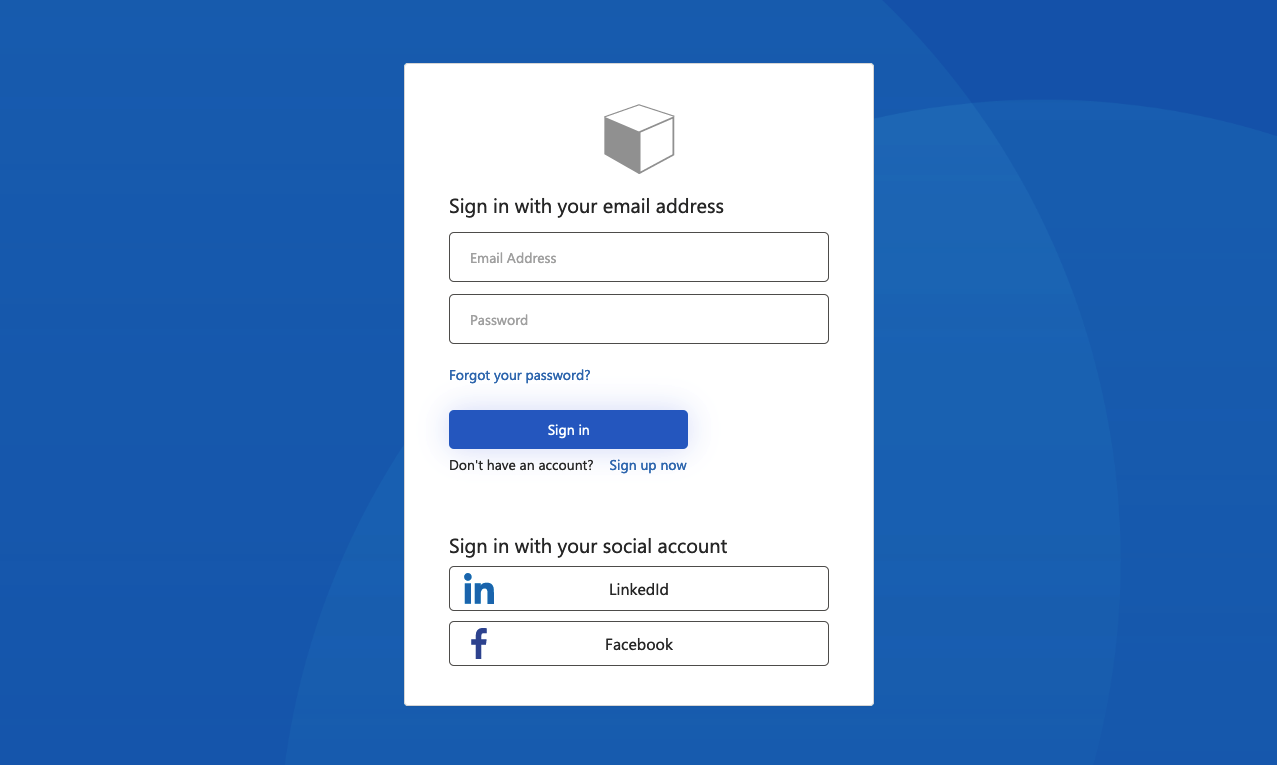 Sign in with your email address
Email Address
Password
Forgot your password?
Sign in
Don't have an account? Sign up now
Sign in with your social account
in LinkedId
f Facebook